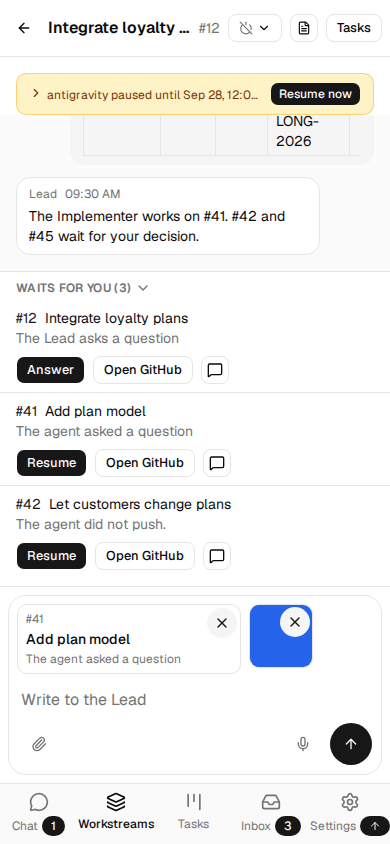 Integrate loyalty ... #12 Tasks
antigravity paused until Sep 28, 12:0... Resume now
LONG-
2026
Lead 09:30 AM
The Implementer works on #41. #42 and
#45 wait for your decision.
WAITS FOR YOU (3)
#12 Integrate loyalty plans
The Lead asks a question
Answer Open GitHub
#41 Add plan model
The agent asked a question
Resume Open GitHub
#42 Let customers change plans
The agent did not push.
Resume Open GitHub
#41
Add plan model
The agent asked a question
Write to the Lead
Chat 1 Workstreams Tasks Inbox 3 Settings